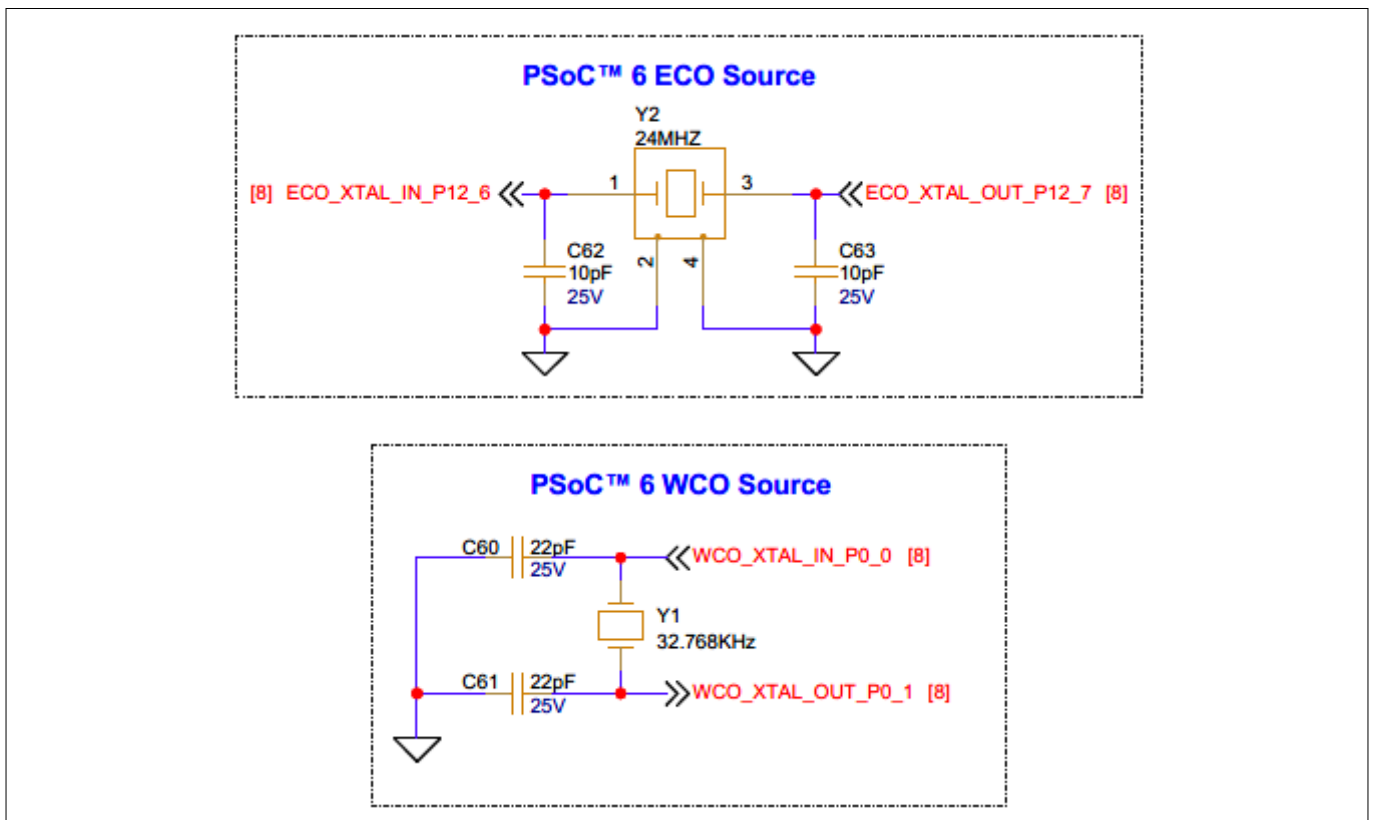 PSoC™ 6 ECO Source
Y2
24MHZ
[8] ECO_XTAL_IN_P12_6
1
3
ECO_XTAL_OUT_P12_7 [8]
C62
10pF
25V
2
4
C63
10pF
25V
PSoC™ 6 WCO Source
C60
22pF
25V
WCO_XTAL_IN_P0_0 [8]
Y1
32.768KHz
C61
22pF
25V
WCO_XTAL_OUT_P0_1 [8]